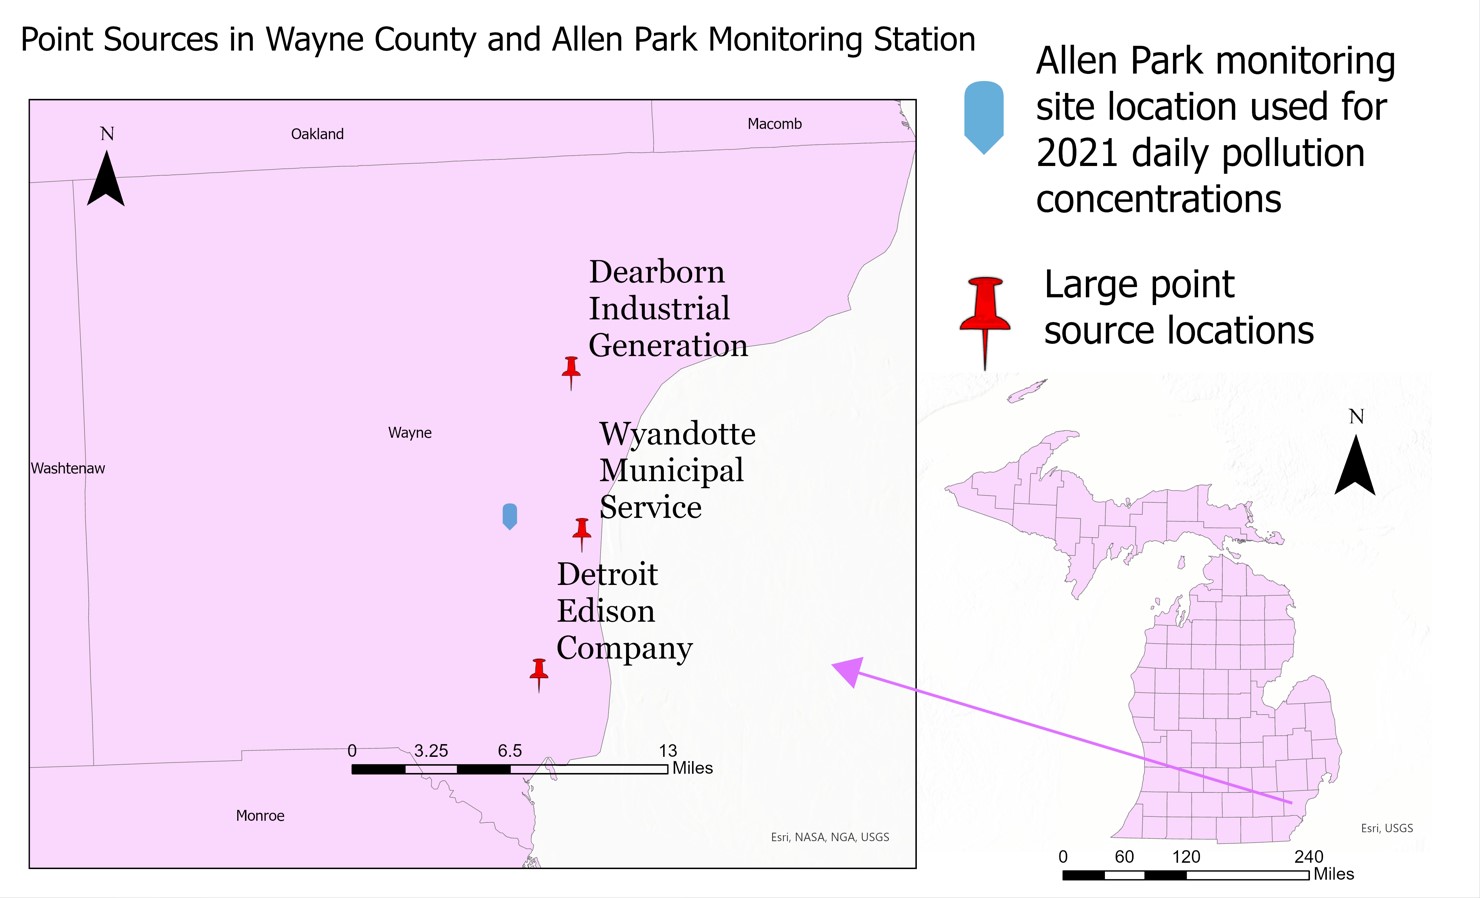 Point Sources in Wayne County and Allen Park Monitoring Station
Allen Park monitoring
site location used for
2021 daily pollution
concentrations
Large point
source locations
N
Oakland
Macomb
Dearborn
Industrial
Generation
Wayne
Washtenaw
Wyandotte
Municipal
Service
Detroit
Edison
Company
0 3.25 6.5 13
Miles
Monroe
Esri, NASA, NGA, USGS
N
Esri, USGS
0 60 120 240
Miles